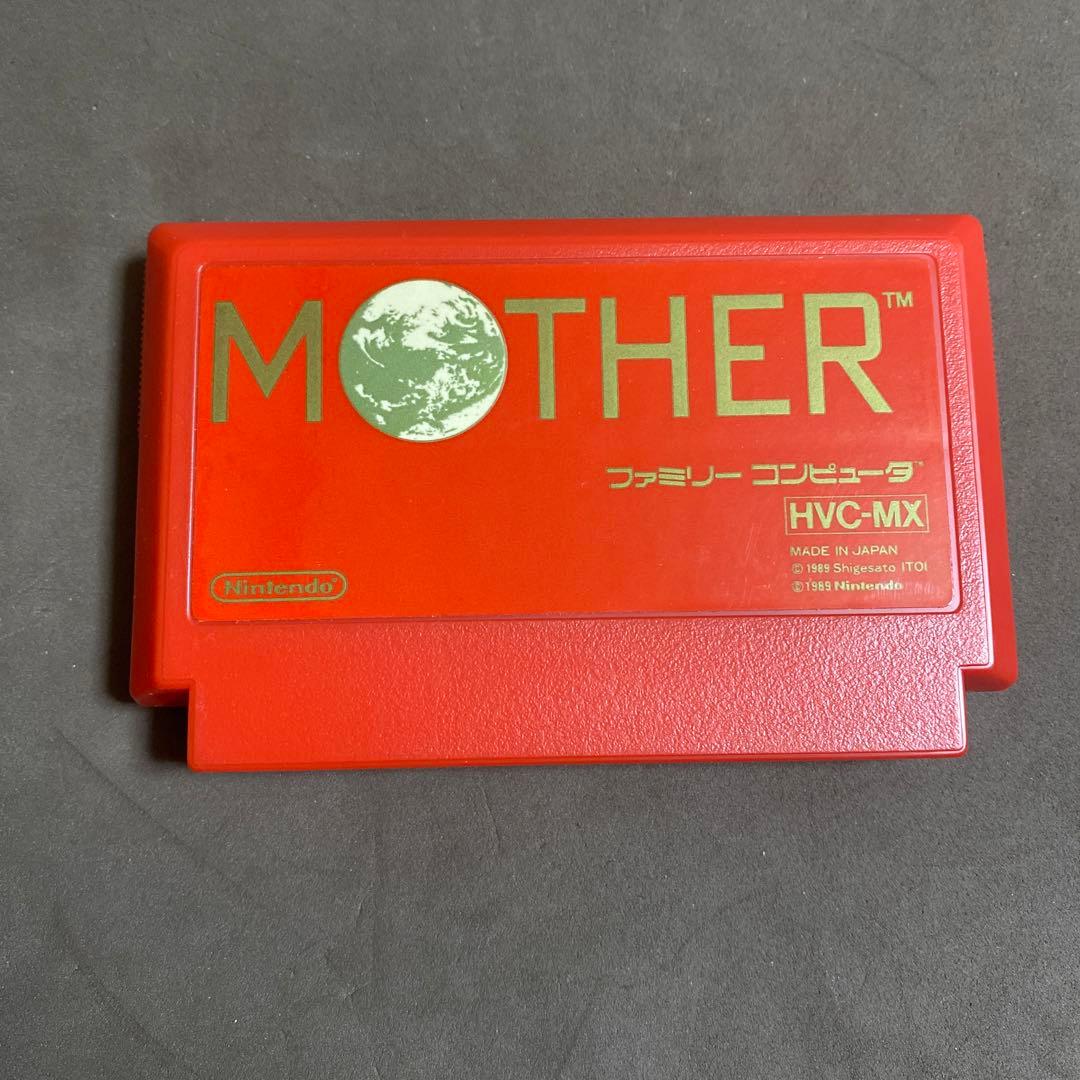 MOTHER™
ファミリー コンピュータ™
HVC-MX
MADE IN JAPAN
© 1989 Shigesato ITOI
© 1989 Nintendo
Nintendo®